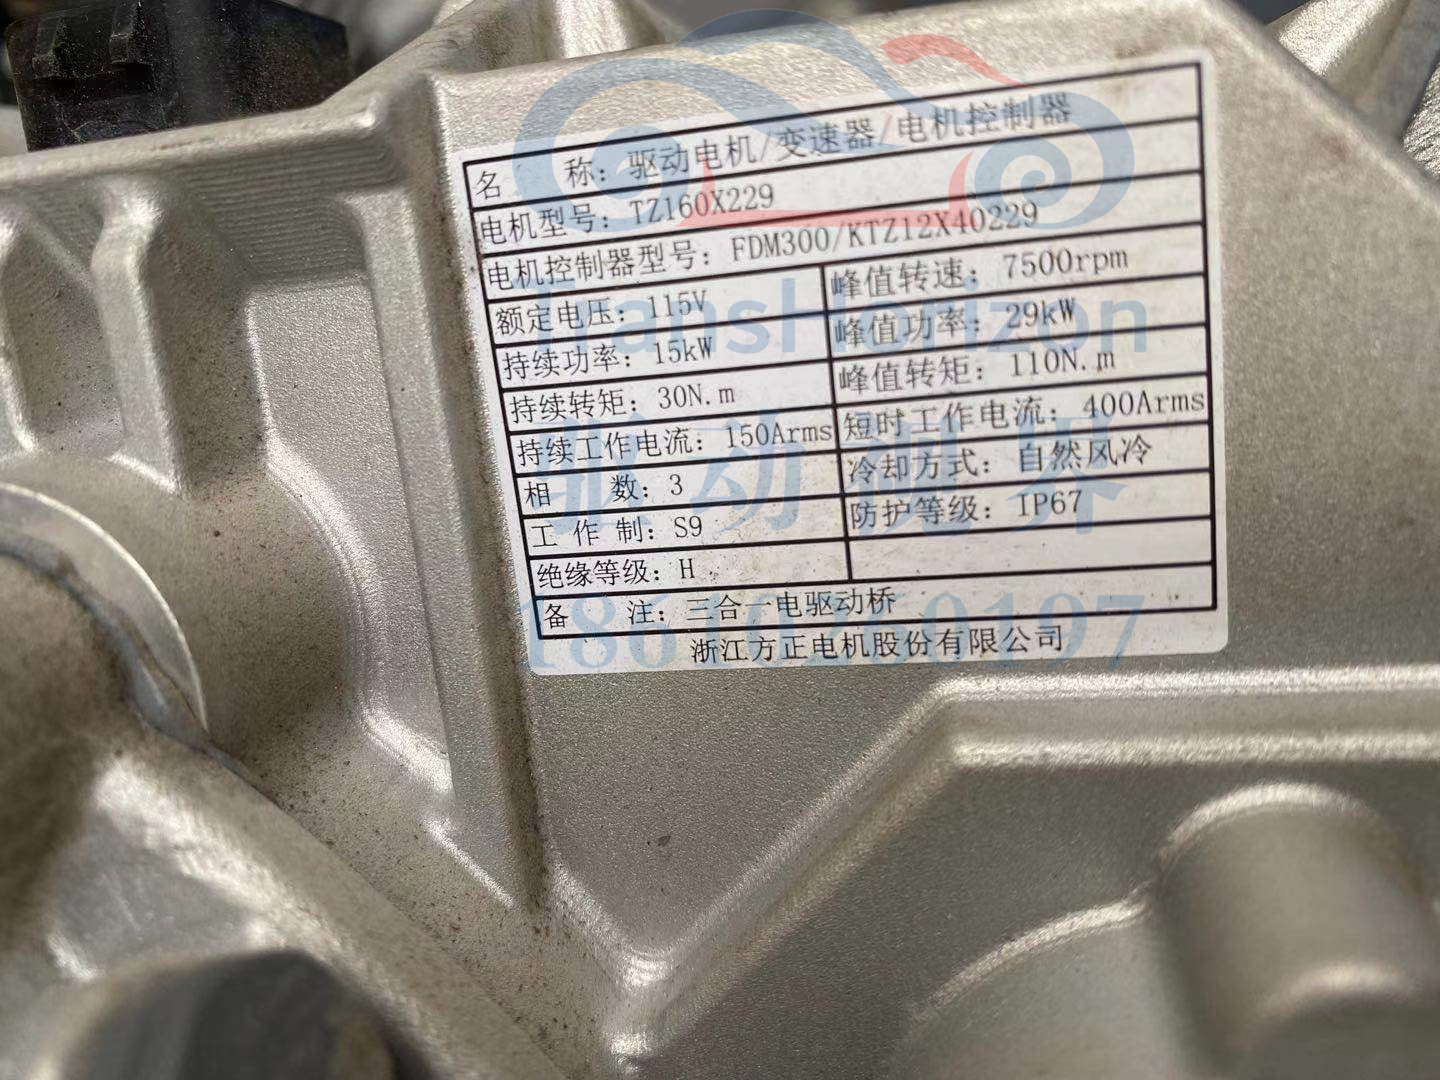 名 称：驱动电机/变速器/电机控制器
电机型号：TZ160X229
电机控制器型号：FDM300/KTZ12X40229
额定电压：115V 峰值转速：7500rpm
持续功率：15kW 峰值功率：29kW
持续转矩：30N.m 峰值转矩：110N.m
持续工作电流：150Arms 短时工作电流：400Arms
相 数：3 冷却方式：自然风冷
工 作 制：S9 防护等级：IP67
绝缘等级：H
备 注：三合一电驱动桥
浙江方正电机股份有限公司
TransHorizon
驱动视界
18610260197